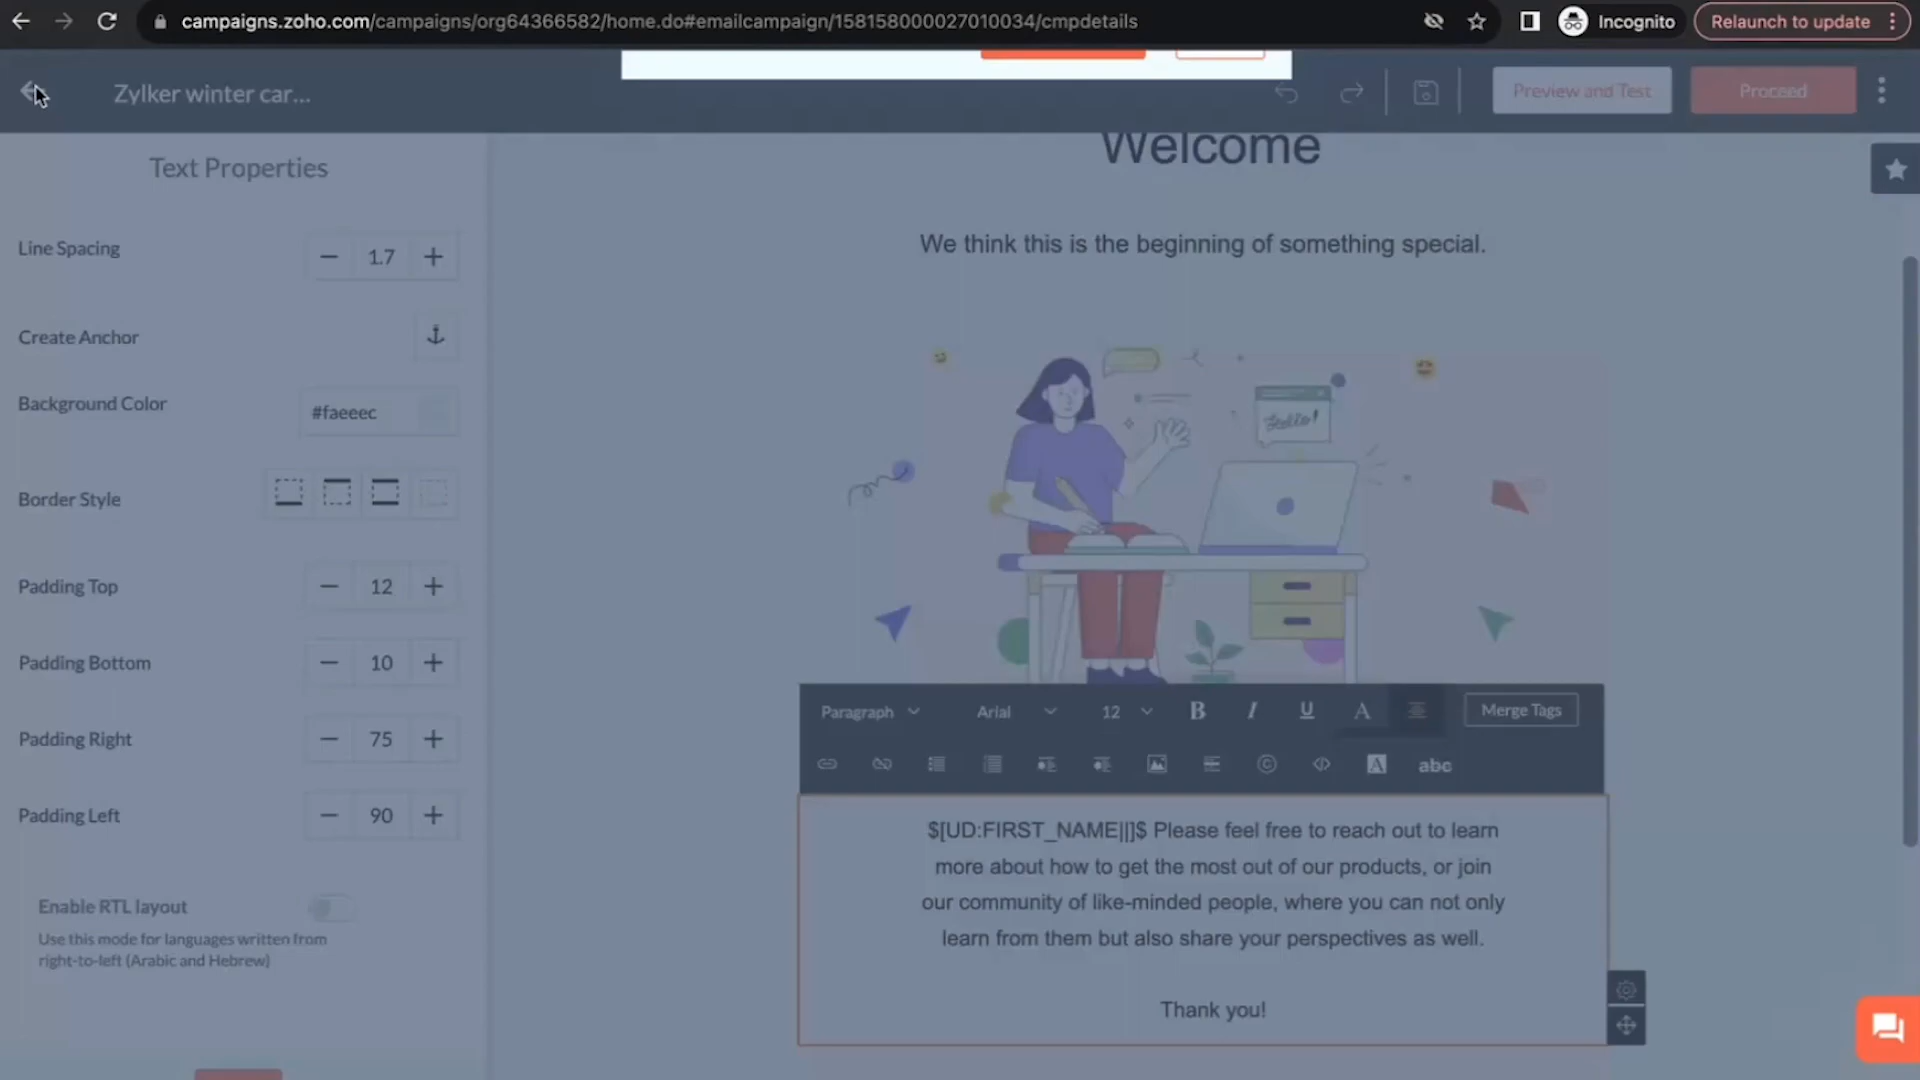 campaigns.zoho.com/campaigns/org64366582/home.do#emailcampaign/158158000027010034/cmpdetails
Incognito
Relaunch to update
Zylker winter car...
Preview and Test
Proceed
Text Properties
Line Spacing
1.7
Create Anchor
Background Color
#faeeec
Border Style
Padding Top
12
Padding Bottom
10
Padding Right
75
Padding Left
90
Enable RTL layout
Use this mode for languages written from
right-to-left (Arabic and Hebrew)
Welcome
We think this is the beginning of something special.
Hello!
Paragraph
Arial
12
B
I
U
A
Merge Tags
A
abc
$[UD:FIRST_NAME||]$ Please feel free to reach out to learn
more about how to get the most out of our products, or join
our community of like-minded people, where you can not only
learn from them but also share your perspectives as well.
Thank you!